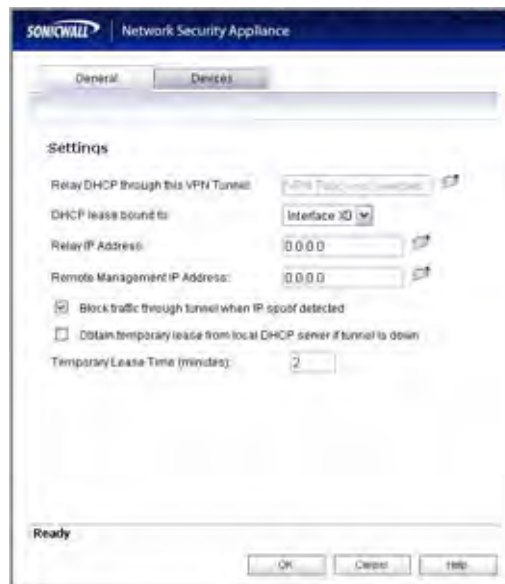 SONICWALL Network Security Appliance
General Devices
Settings
Relay DHCP through this VPN Tunnel:
DHCP lease bound to: Interface X0
Relay IP Address: 0.0.0.0
Remote Management IP Address: 0.0.0.0
Block traffic through tunnel when IP spoof detected
Obtain temporary lease from local DHCP server if tunnel is down
Temporary Lease Time (minutes): 2
Ready
OK Cancel Help